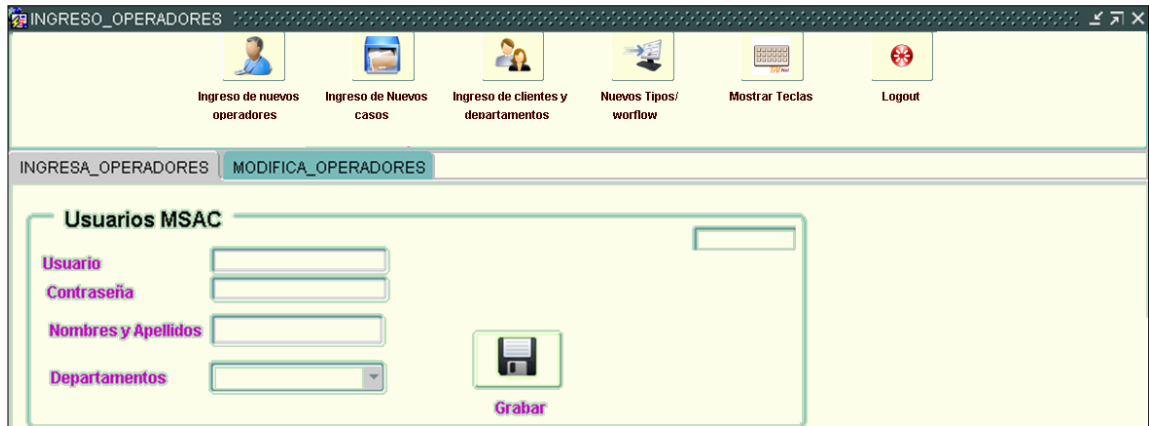 INGRESO_OPERADORES
Ingreso de nuevos operadores
Ingreso de Nuevos casos
Ingreso de clientes y departamentos
Nuevos Tipos/ worflow
Mostrar Teclas
Logout
INGRESA_OPERADORES
MODIFICA_OPERADORES
Usuarios MSAC
Usuario
Contraseña
Nombres y Apellidos
Departamentos
Grabar